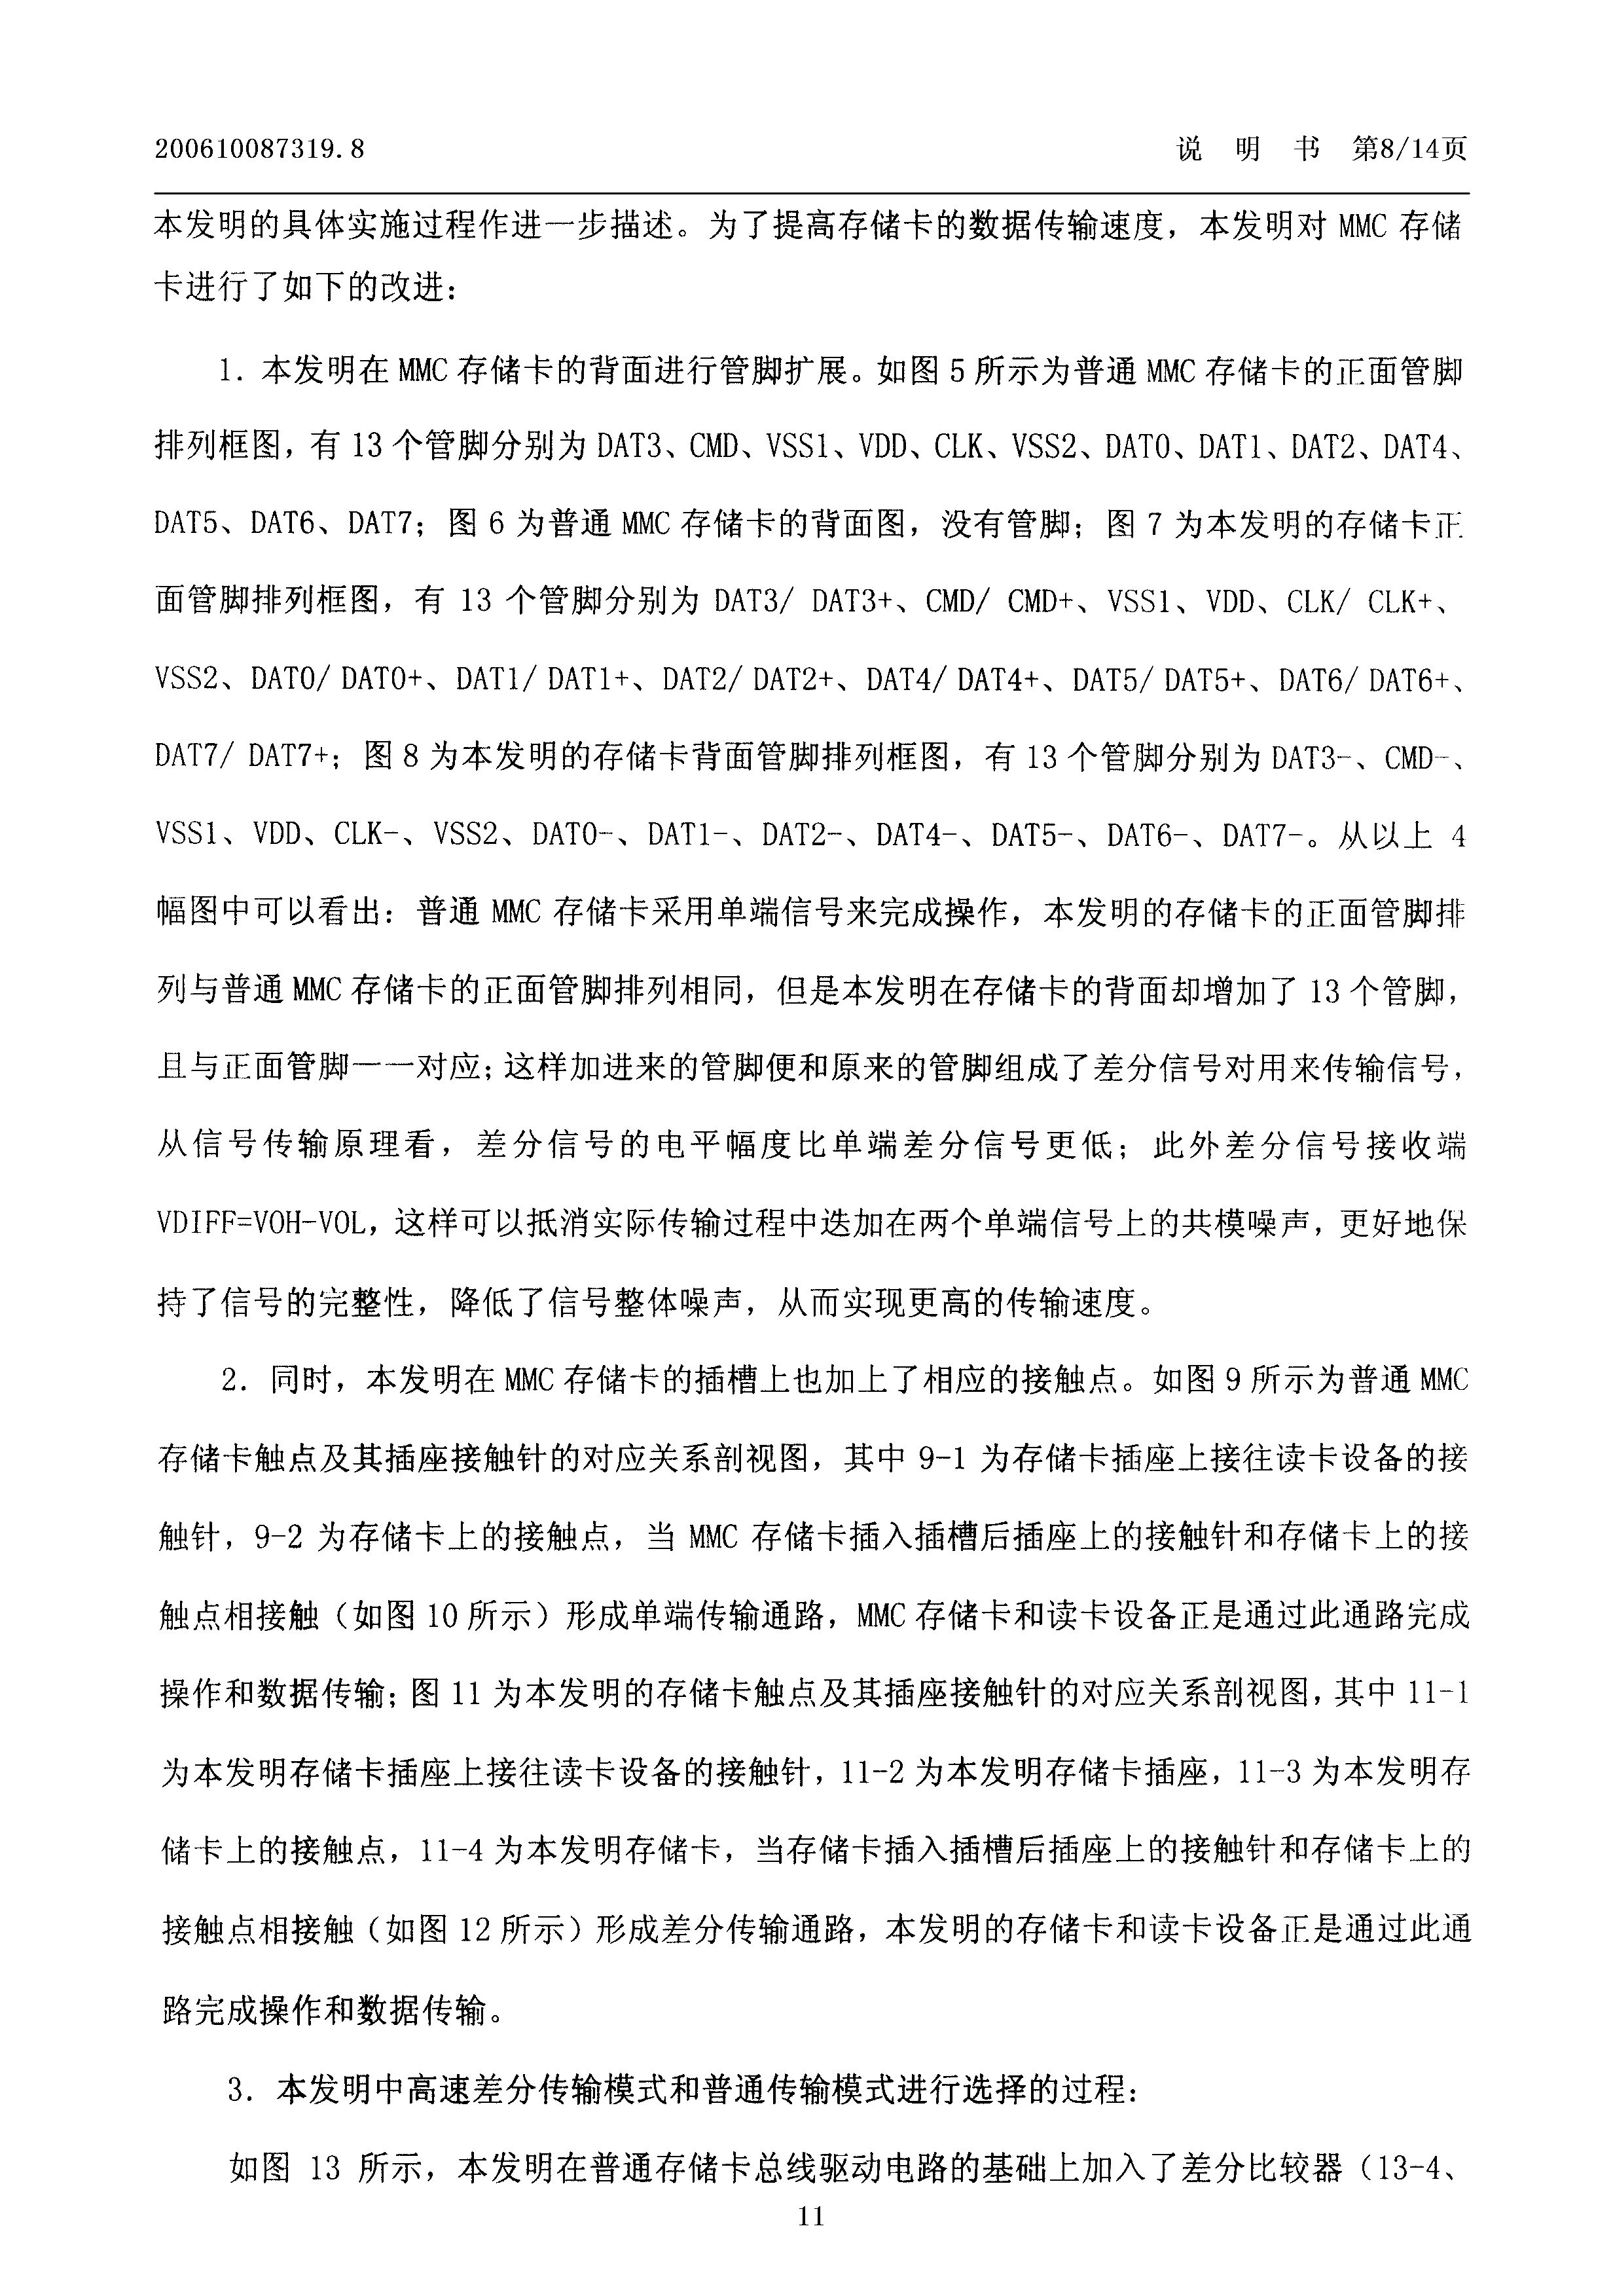 200610087319.8
说 明 书 第8/14页
本发明的具体实施过程作进一步描述。为了提高存储卡的数据传输速度，本发明对 MMC 存储
卡进行了如下的改进：
1. 本发明在 MMC 存储卡的背面进行管脚扩展。如图 5 所示为普通 MMC 存储卡的正面管脚
排列框图，有 13 个管脚分别为 DAT3、CMD、VSS1、VDD、CLK、VSS2、DAT0、DAT1、DAT2、DAT4、
DAT5、DAT6、DAT7；图 6 为普通 MMC 存储卡的背面图，没有管脚；图 7 为本发明的存储卡正
面管脚排列框图，有 13 个管脚分别为 DAT3/ DAT3+、CMD/ CMD+、VSS1、VDD、CLK/ CLK+、
VSS2、DAT0/ DAT0+、DAT1/ DAT1+、DAT2/ DAT2+、DAT4/ DAT4+、DAT5/ DAT5+、DAT6/ DAT6+、
DAT7/ DAT7+；图 8 为本发明的存储卡背面管脚排列框图，有 13 个管脚分别为 DAT3-、CMD-、
VSS1、VDD、CLK-、VSS2、DAT0-、DAT1-、DAT2-、DAT4-、DAT5-、DAT6-、DAT7-。从以上 4
幅图中可以看出：普通 MMC 存储卡采用单端信号来完成操作，本发明的存储卡的正面管脚排
列与普通 MMC 存储卡的正面管脚排列相同，但是本发明在存储卡的背面却增加了 13 个管脚，
且与正面管脚一一对应；这样加进来的管脚便和原来的管脚组成了差分信号对用来传输信号，
从信号传输原理看，差分信号的电平幅度比单端差分信号更低；此外差分信号接收端
VDIFF=VOH-VOL，这样可以抵消实际传输过程中迭加在两个单端信号上的共模噪声，更好地保
持了信号的完整性，降低了信号整体噪声，从而实现更高的传输速度。
2. 同时，本发明在 MMC 存储卡的插槽上也加上了相应的接触点。如图 9 所示为普通 MMC
存储卡触点及其插座接触针的对应关系剖视图，其中 9-1 为存储卡插座上接往读卡设备的接
触针，9-2 为存储卡上的接触点，当 MMC 存储卡插入插槽后插座上的接触针和存储卡上的接
触点相接触（如图 10 所示）形成单端传输通路，MMC 存储卡和读卡设备正是通过此通路完成
操作和数据传输；图 11 为本发明的存储卡触点及其插座接触针的对应关系剖视图，其中 11-1
为本发明存储卡插座上接往读卡设备的接触针，11-2 为本发明存储卡插座，11-3 为本发明存
储卡上的接触点，11-4 为本发明存储卡，当存储卡插入插槽后插座上的接触针和存储卡上的
接触点相接触（如图 12 所示）形成差分传输通路，本发明的存储卡和读卡设备正是通过此通
路完成操作和数据传输。
3. 本发明中高速差分传输模式和普通传输模式进行选择的过程：
如图 13 所示，本发明在普通存储卡总线驱动电路的基础上加入了差分比较器（13-4、
11